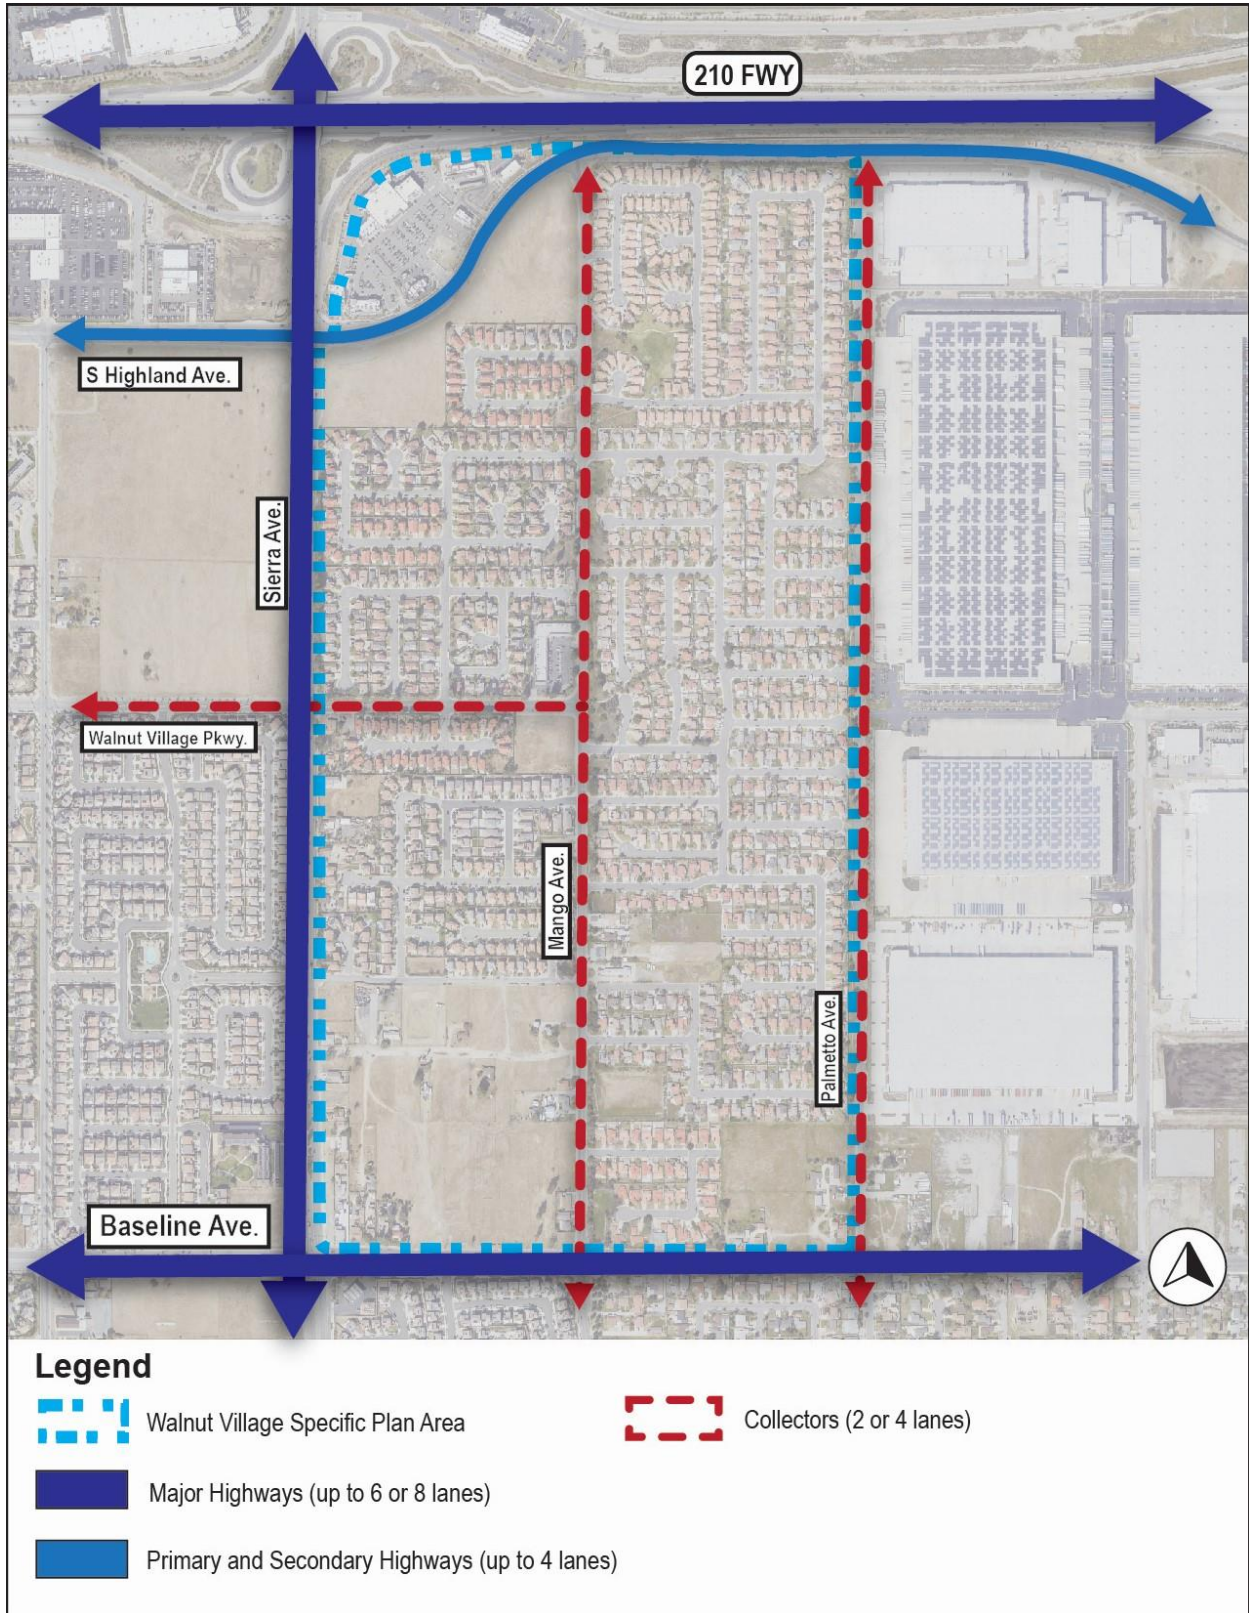 210 FWY
S Highland Ave.
Sierra Ave.
Walnut Village Pkwy.
Mango Ave.
Palmetto Ave.
Baseline Ave.
Legend
Walnut Village Specific Plan Area
Collectors (2 or 4 lanes)
Major Highways (up to 6 or 8 lanes)
Primary and Secondary Highways (up to 4 lanes)